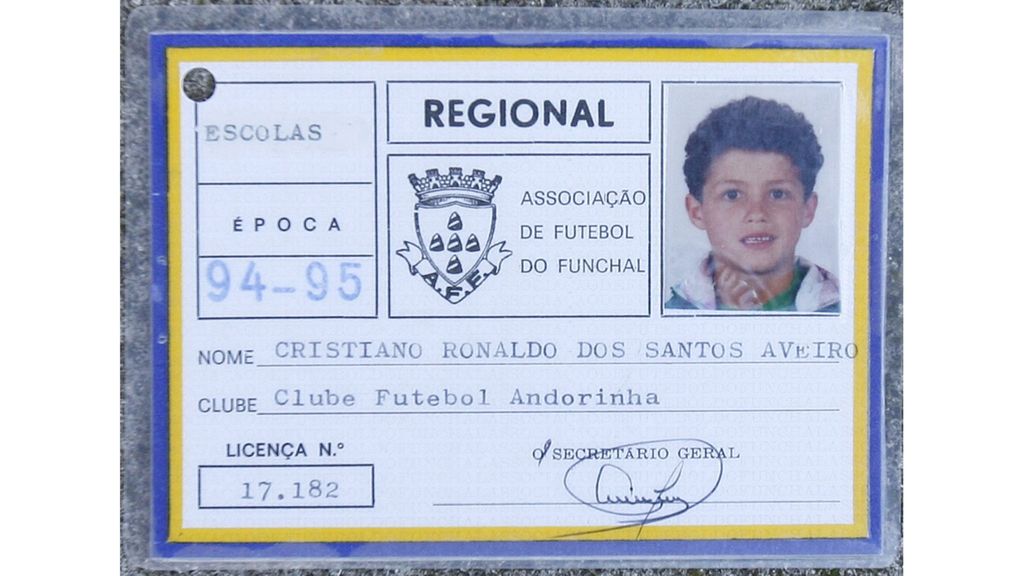 ESCOLAS
ÉPOCA
94-95
REGIONAL
ASSOCIAÇÃO
DE FUTEBOL
DO FUNCHAL
A.F.F.
NOME CRISTIANO RONALDO DOS SANTOS AVEIRO
CLUBE Clube Futebol Andorinha
LICENÇA N.º
17.182
O SECRETÁRIO GERAL